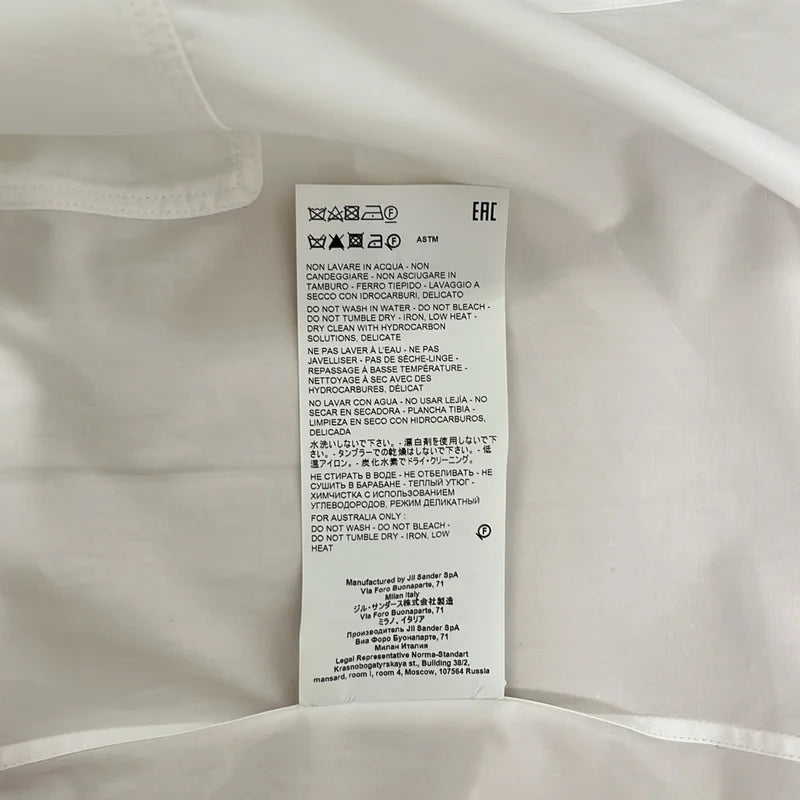 F EAC
F ASTM
NON LAVARE IN ACQUA - NON
CANDEGGIARE - NON ASCIUGARE IN
TAMBURO - FERRO TIEPIDO - LAVAGGIO A
SECCO CON IDROCARBURI, DELICATO
DO NOT WASH IN WATER - DO NOT BLEACH -
DO NOT TUMBLE DRY - IRON, LOW HEAT -
DRY CLEAN WITH HYDROCARBON
SOLUTIONS, DELICATE
NE PAS LAVER À L'EAU - NE PAS
JAVELLISER - PAS DE SÈCHE-LINGE -
REPASSAGE À BASSE TEMPÉRATURE -
NETTOYAGE À SEC AVEC DES
HYDROCARBURES, DÉLICAT
NO LAVAR CON AGUA - NO USAR LEJÍA - NO
SECAR EN SECADORA - PLANCHA TIBIA -
LIMPIEZA EN SECO CON HIDROCARBUROS,
DELICADA
水洗いしないで下さい。- 漂白剤を使用しないで下
さい。- タンブラーでの乾燥はしないで下さい。- 低
温アイロン。- 炭化水素でドライ・クリーニング。
НЕ СТИРАТЬ В ВОДЕ - НЕ ОТБЕЛИВАТЬ - НЕ
СУШИТЬ В БАРАБАНЕ - ТЕПЛЫЙ УТЮГ -
ХИМЧИСТКА С ИСПОЛЬЗОВАНИЕМ
УГЛЕВОДОРОДОВ, РЕЖИМ ДЕЛИКАТНЫЙ
FOR AUSTRALIA ONLY :
DO NOT WASH - DO NOT BLEACH -
DO NOT TUMBLE DRY - IRON, LOW F
HEAT
Manufactured by Jil Sander SpA
Via Foro Buonaparte, 71
Milan Italy
ジル・サンダース株式会社製造
Via Foro Buonaparte, 71
ミラノ、イタリア
Производитель Jil Sander SpA
Виа Форо Буонапарте, 71
Милан Италия
Legal Representative Norma-Standart
Krasnobogatyrskaya st., Building 38/2,
mansard, room I, room 4, Moscow, 107564 Russia